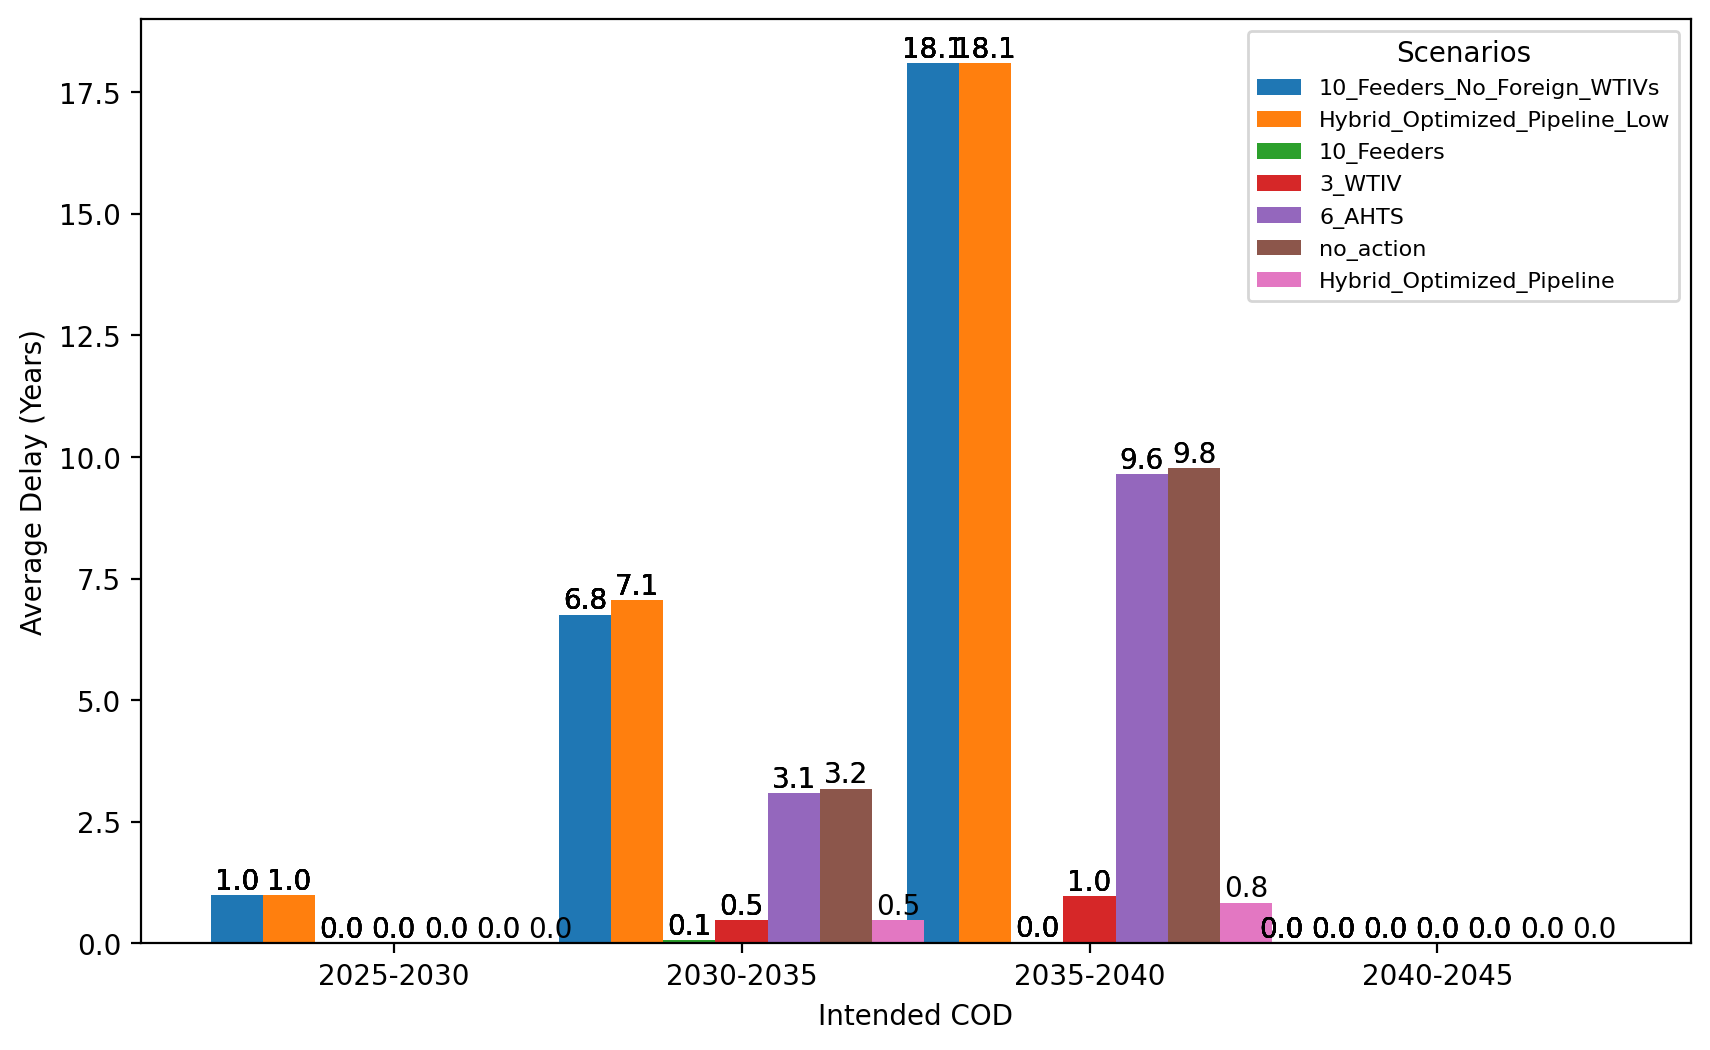 Scenarios
10_Feeders_No_Foreign_WTIVs
Hybrid_Optimized_Pipeline_Low
10_Feeders
3_WTIV
6_AHTS
no_action
Hybrid_Optimized_Pipeline
Average Delay (Years)
17.5
15.0
12.5
10.0
7.5
5.0
2.5
0.0
1.0 1.0 0.0 0.0 0.0 0.0 0.0
6.8 7.1 0.1 0.5 3.1 3.2 0.5
18.1 18.1 0.0 1.0 9.6 9.8 0.8
0.0 0.0 0.0 0.0 0.0 0.0 0.0
2025-2030 2030-2035 2035-2040 2040-2045
Intended COD